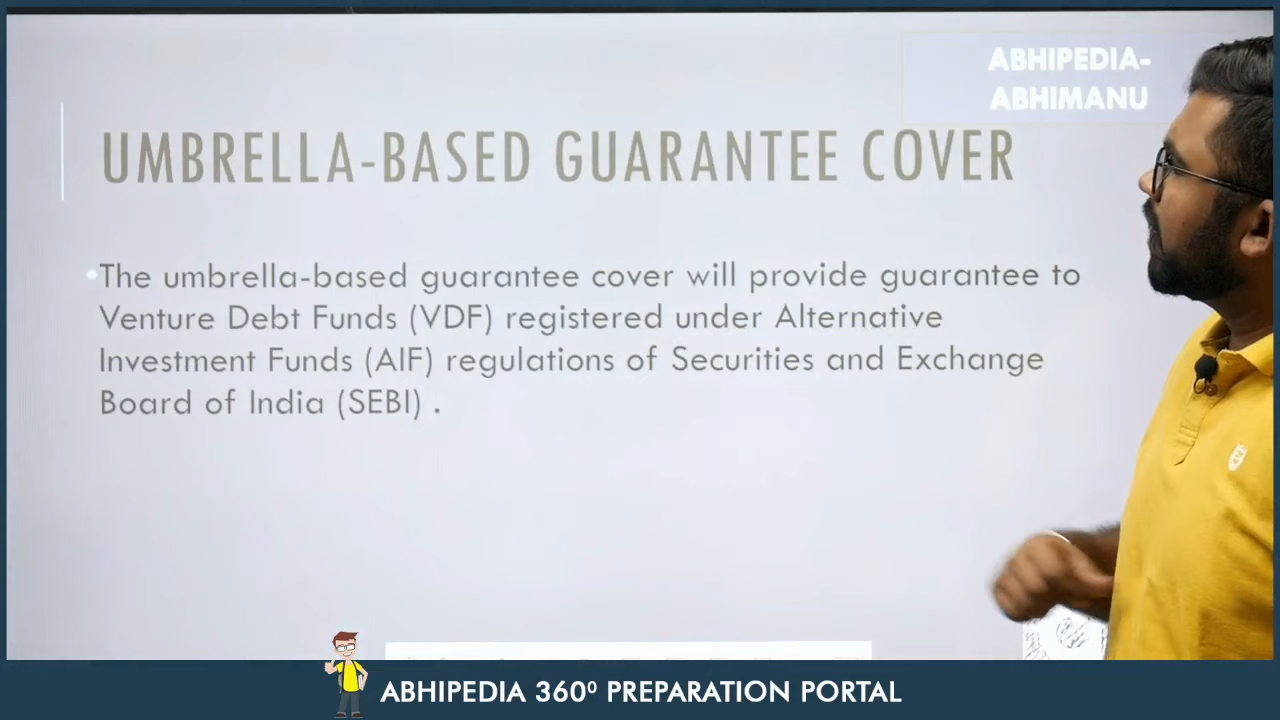 ABHIPEDIA-
ABHIMANU
UMBRELLA-BASED GUARANTEE COVER
•The umbrella-based guarantee cover will provide guarantee to
Venture Debt Funds (VDF) registered under Alternative
Investment Funds (AIF) regulations of Securities and Exchange
Board of India (SEBI) .
ABHIPEDIA 360⁰ PREPARATION PORTAL